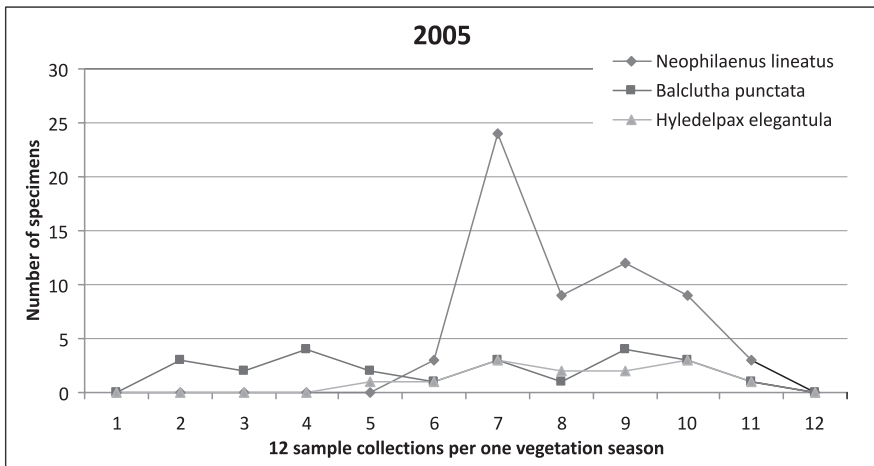 2005
Neophilaenus lineatus
Balclutha punctata
Hyledelpax elegantula
Number of specimens
30
25
20
15
10
5
0
1 2 3 4 5 6 7 8 9 10 11 12
12 sample collections per one vegetation season